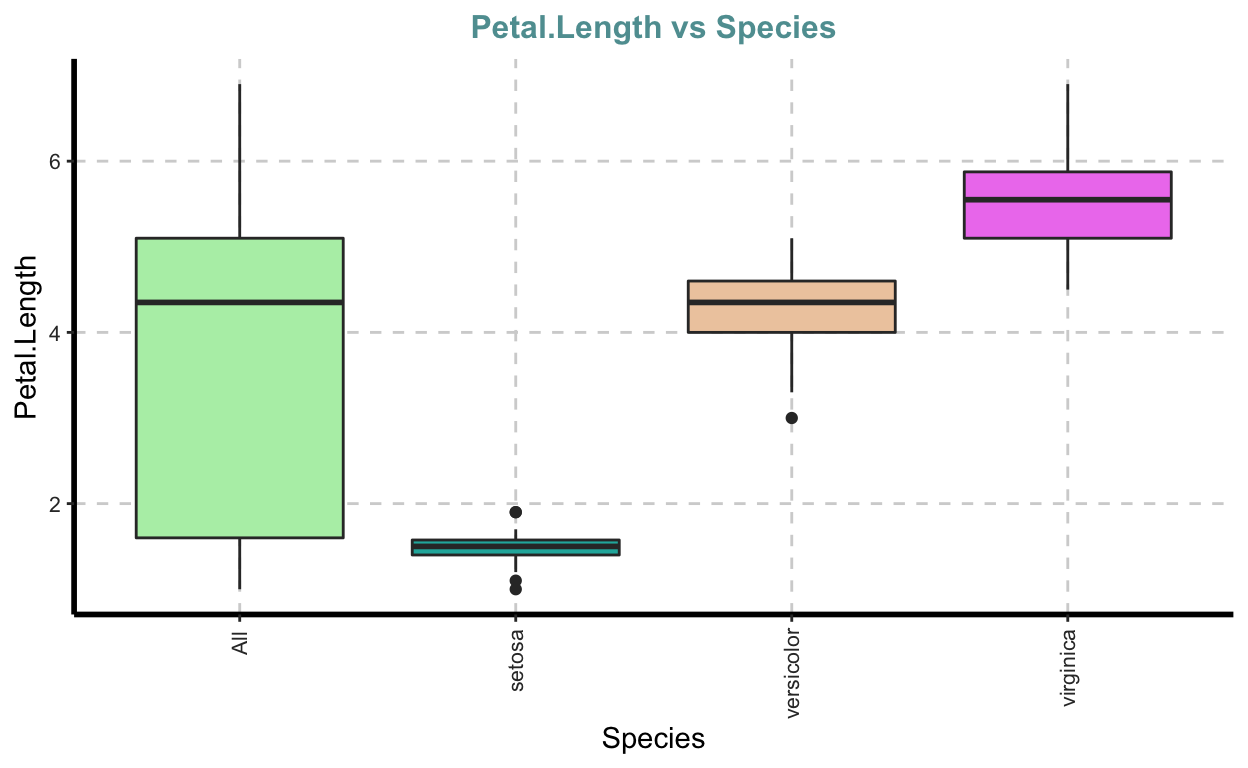 Petal.Length vs Species
Petal.Length
6
4
2
All
setosa
versicolor
virginica
Species